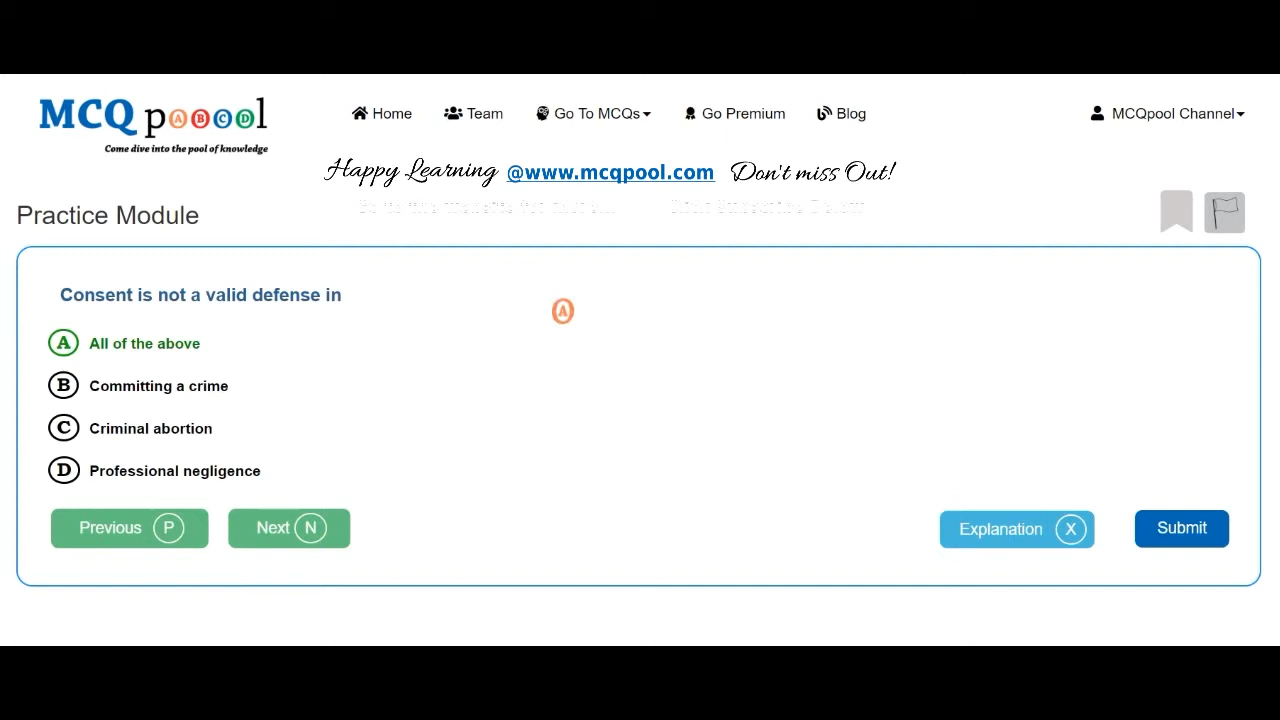 MCQ pooool
Come dive into the pool of knowledge
Home
Team
Go To MCQs
Go Premium
Blog
MCQpool Channel
Happy Learning @www.mcqpool.com Don't miss Out!
Practice Module
Consent is not a valid defense in
A
A All of the above
B Committing a crime
C Criminal abortion
D Professional negligence
Previous P
Next N
Explanation X
Submit